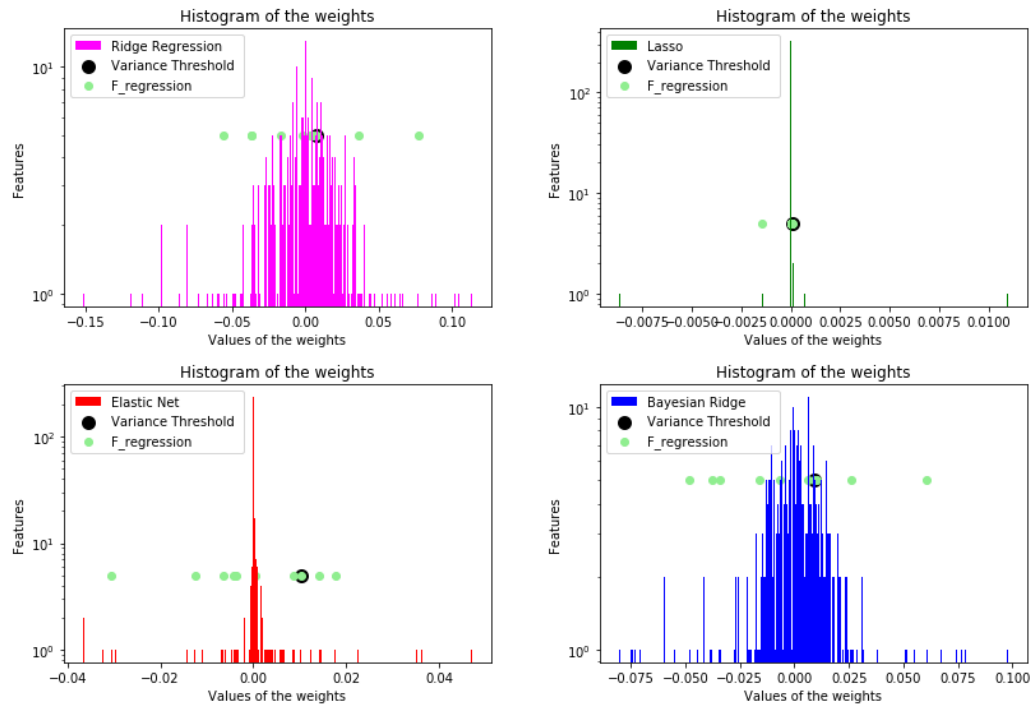 Histogram of the weights
Ridge Regression
Variance Threshold
F_regression
Features
10¹
10⁰
−0.15 −0.10 −0.05 0.00 0.05 0.10
Values of the weights
Histogram of the weights
Lasso
Variance Threshold
F_regression
Features
10²
10¹
10⁰
−0.0075 −0.0050 −0.0025 0.0000 0.0025 0.0050 0.0075 0.0100
Values of the weights
Histogram of the weights
Elastic Net
Variance Threshold
F_regression
Features
10²
10¹
10⁰
−0.04 −0.02 0.00 0.02 0.04
Values of the weights
Histogram of the weights
Bayesian Ridge
Variance Threshold
F_regression
Features
10¹
10⁰
−0.075 −0.050 −0.025 0.000 0.025 0.050 0.075 0.100
Values of the weights